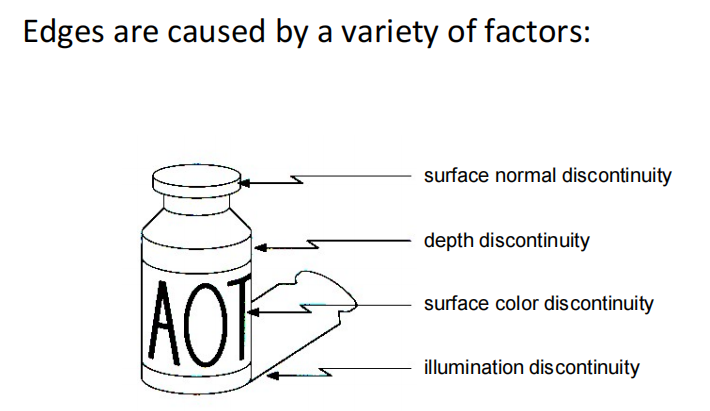 Edges are caused by a variety of factors:
surface normal discontinuity
depth discontinuity
surface color discontinuity
illumination discontinuity
AOT